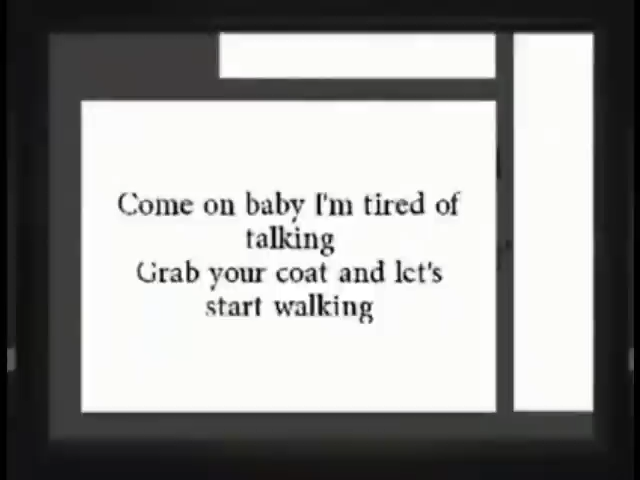 Come on baby I'm tired of
talking
Grab your coat and let's
start walking